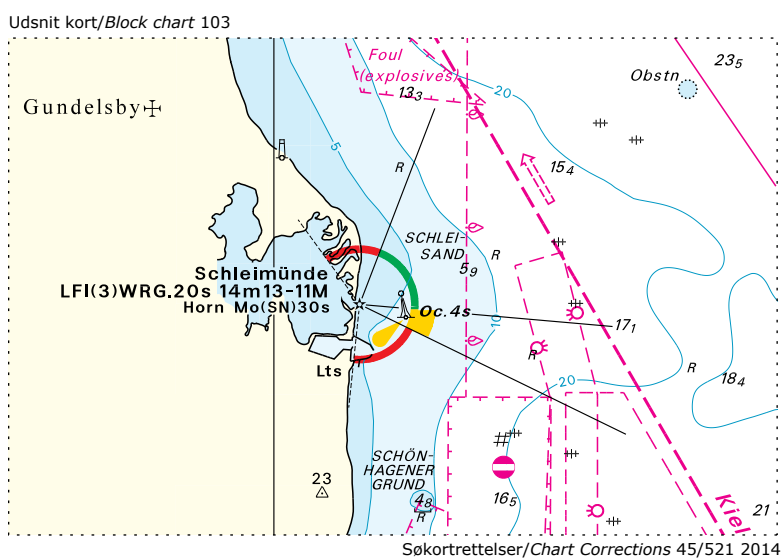 Udsnit kort/Block chart 103
Foul
(explosives)
13₃
20
23₅
Obstn
Gundelsby
5
R
15₄
SCHLEI-
SAND
R
5₉
Schleimünde
LFl(3)WRG.20s 14m13-11M
Horn Mo(SN)30s
Oc.4s
10
17₁
R
Lts
R
20
18₄
SCHÖN-
HAGENER
GRUND
23
4₈
R
16₅
Kiel
21
Søkortrettelser/Chart Corrections 45/521 2014